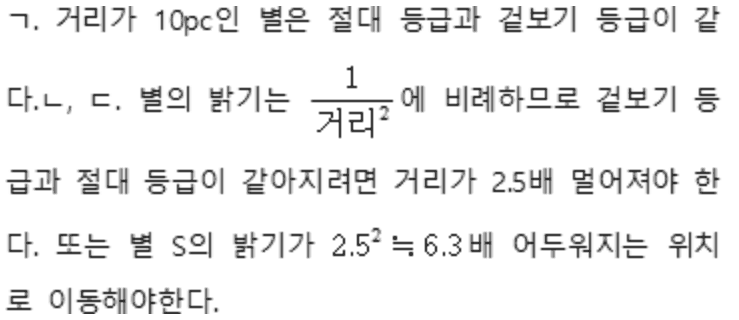 ㄱ. 거리가 10pc인 별은 절대 등급과 겉보기 등급이 같
다.ㄴ, ㄷ. 별의 밝기는 1/거리² 에 비례하므로 겉보기 등
급과 절대 등급이 같아지려면 거리가 2.5배 멀어져야 한
다. 또는 별 S의 밝기가 2.5² ≒ 6.3배 어두워지는 위치
로 이동해야한다.